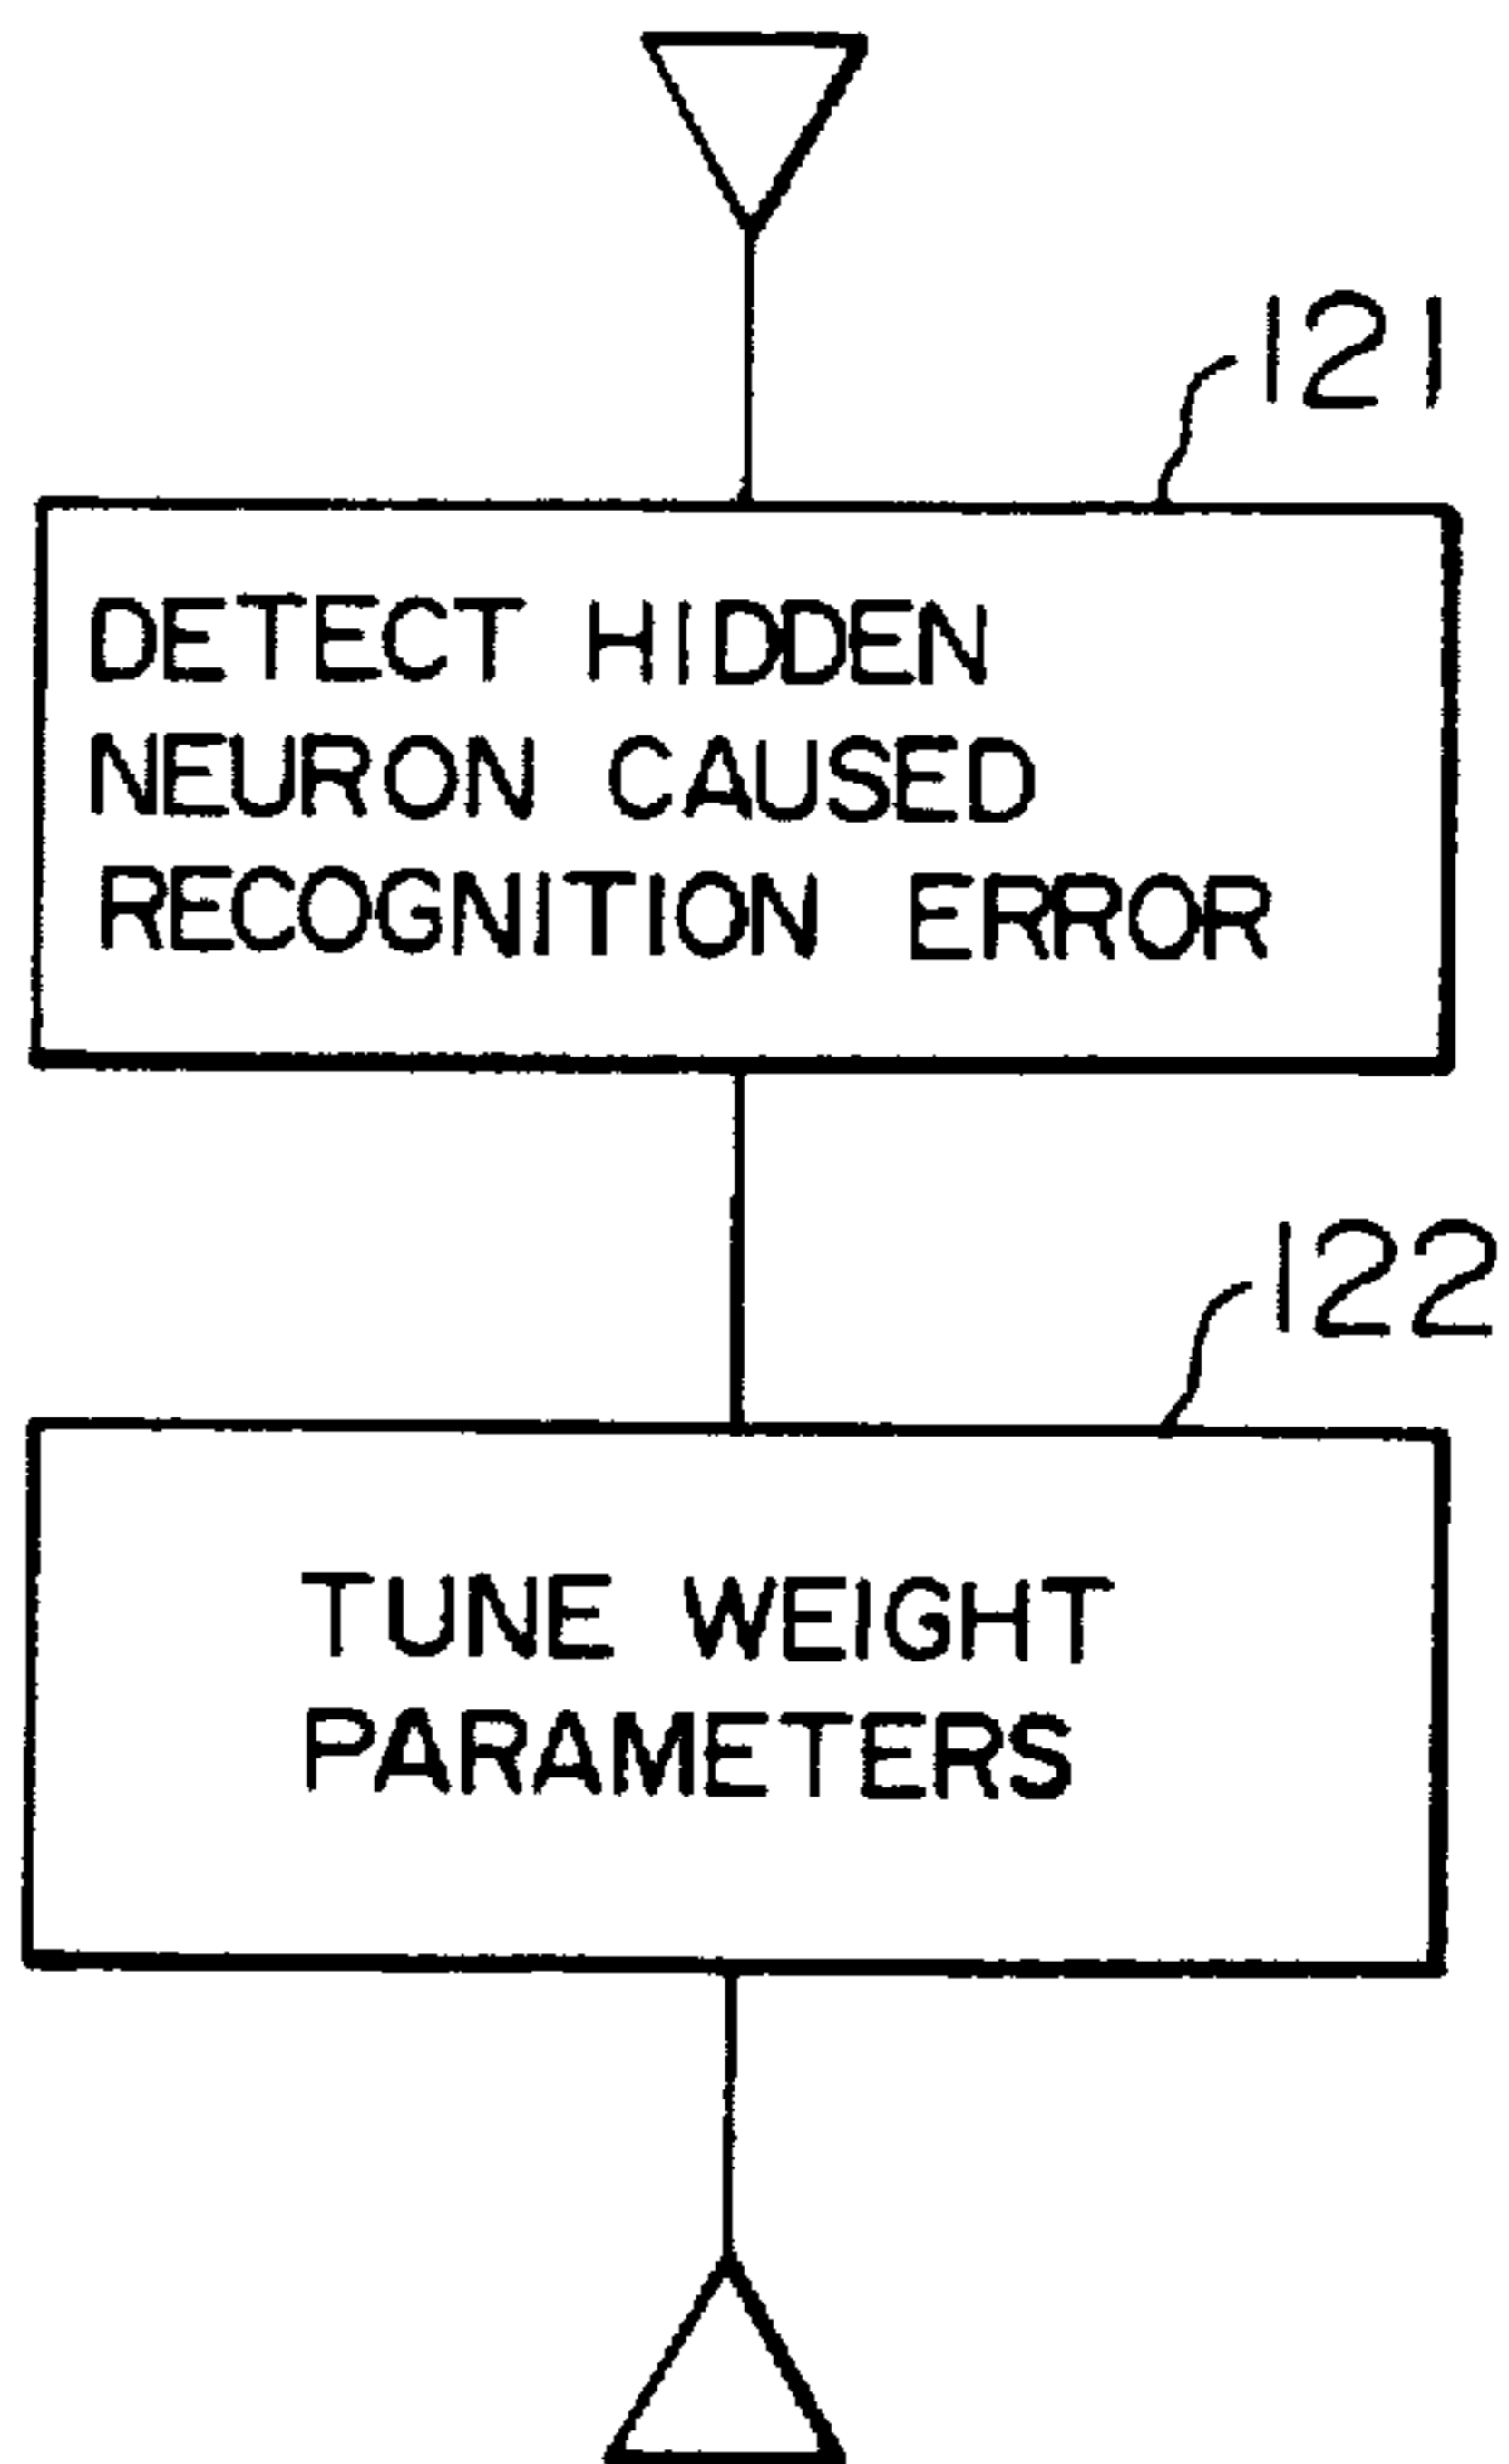 121
DETECT HIDDEN
NEURON CAUSED
RECOGNITION ERROR
122
TUNE WEIGHT
PARAMETERS